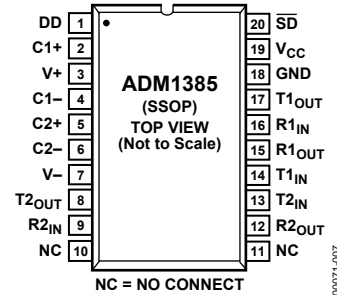 DD 1
C1+ 2
V+ 3
C1– 4
C2+ 5
C2– 6
V– 7
T2OUT 8
R2IN 9
NC 10
ADM1385
(SSOP)
TOP VIEW
(Not to Scale)
20 S̅D̅
19 VCC
18 GND
17 T1OUT
16 R1IN
15 R1OUT
14 T1IN
13 T2IN
12 R2OUT
11 NC
NC = NO CONNECT
00071-007